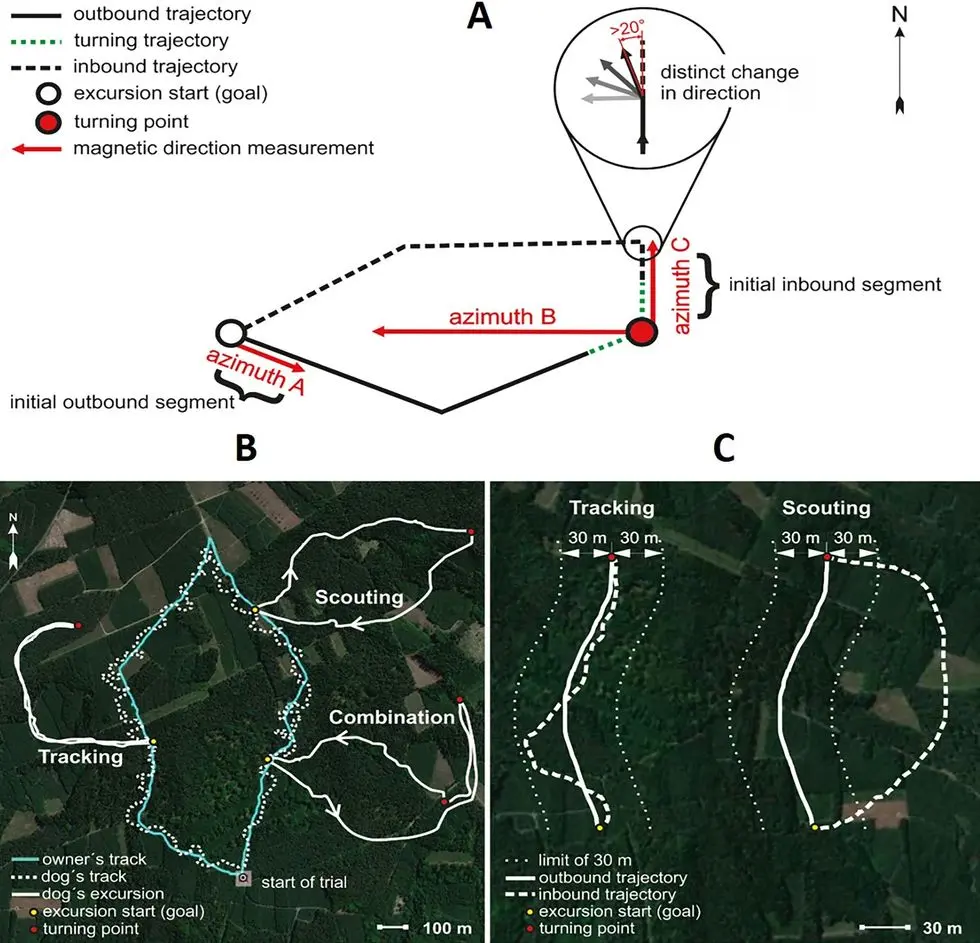 A
outbound trajectory
turning trajectory
inbound trajectory
excursion start (goal)
turning point
magnetic direction measurement
>20°
distinct change
in direction
N
azimuth C
initial inbound segment
azimuth B
azimuth A
initial outbound segment
B
N
Scouting
Combination
Tracking
owner´s track
dog´s track
dog´s excursion
excursion start (goal)
turning point
start of trial
100 m
C
Tracking
30 m 30 m
Scouting
30 m 30 m
limit of 30 m
outbound trajectory
inbound trajectory
excursion start (goal)
turning point
30 m